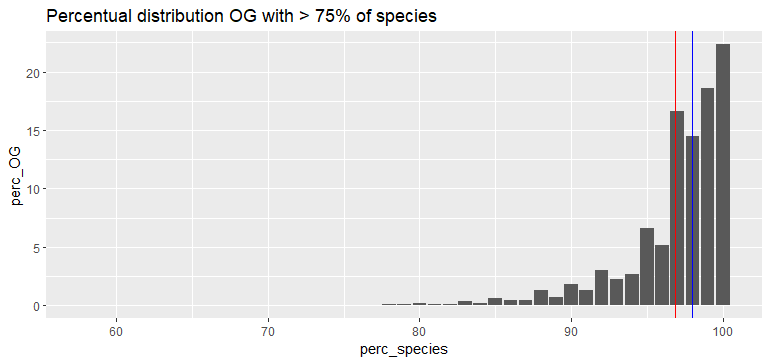 Percentual distribution OG with > 75% of species
perc_OG
20
15
10
5
0
60 70 80 90 100
perc_species